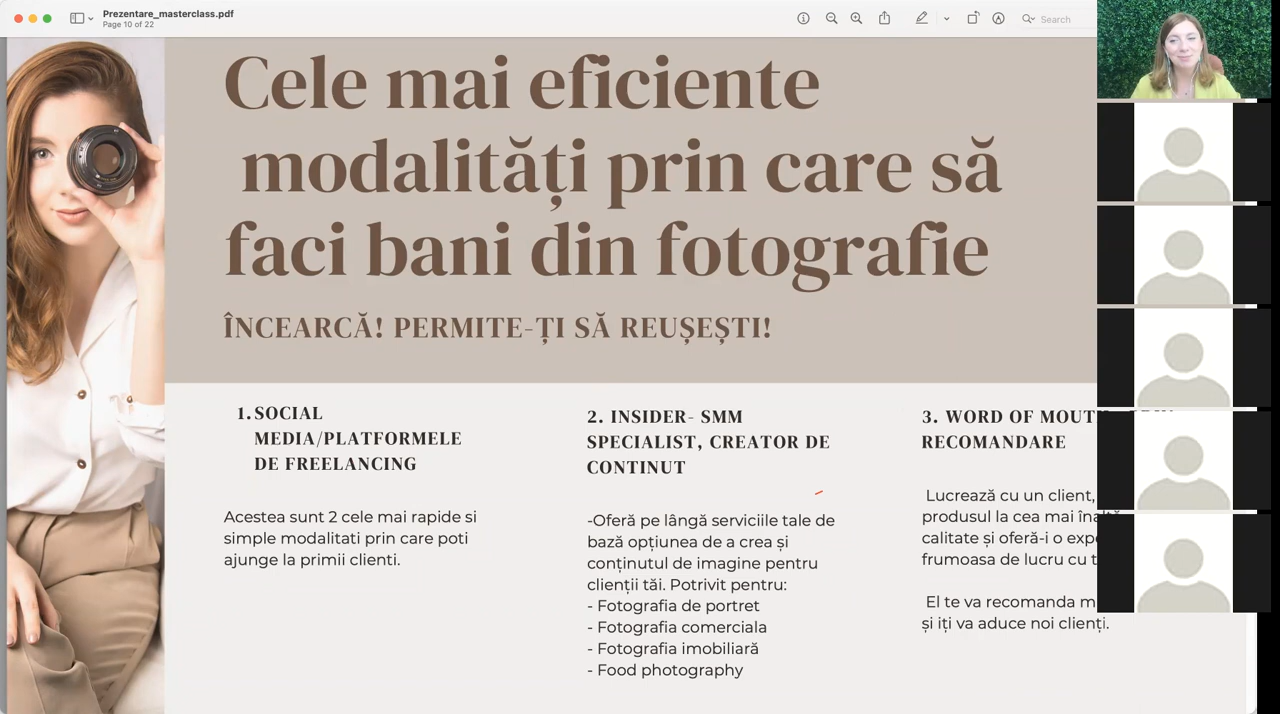 Prezentare_masterclass.pdf
Page 10 of 22
Search
Cele mai eficiente
modalități prin care să
faci bani din fotografie
ÎNCEARCĂ! PERMITE-ȚI SĂ REUȘEȘTI!
1. SOCIAL
MEDIA/PLATFORMELE
DE FREELANCING
Acestea sunt 2 cele mai rapide si
simple modalitati prin care poti
ajunge la primii clienti.
2. INSIDER- SMM
SPECIALIST, CREATOR DE
CONTINUT
-Oferă pe lângă serviciile tale de
bază opțiunea de a crea și
conținutul de imagine pentru
clienții tăi. Potrivit pentru:
- Fotografia de portret
- Fotografia comerciala
- Fotografia imobiliară
- Food photography
3. WORD OF
RECOMANDARE
Lucrează cu un client,
produsul la cea mai înaltă
calitate și oferă-i o
frumoasa de lucru cu
El te va recomanda
și iți va aduce noi clienți.